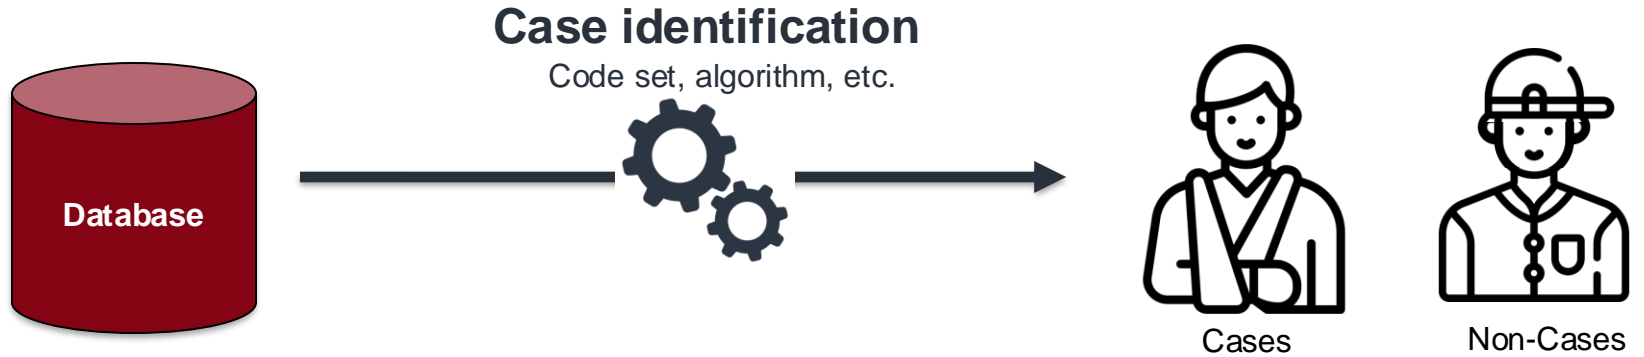 Case identification
Code set, algorithm, etc.
Database
Cases
Non-Cases